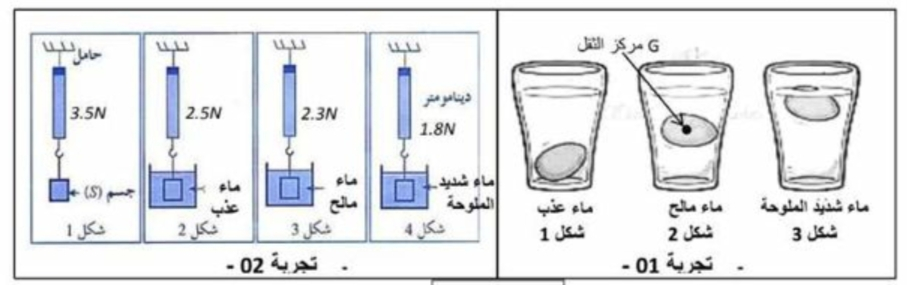 G مركز الثقل
ماء عذب
شكل 1
ماء مالح
شكل 2
ماء شديد الملوحة
شكل 3
- تجربة 01 -
حامل
3.5N
جسم (S)
شكل 1
2.5N
ماء
عذب
شكل 2
2.3N
ماء
مالح
شكل 3
دينامومتر
1.8N
ماء شديد
الملوحة
شكل 4
- تجربة 02 -